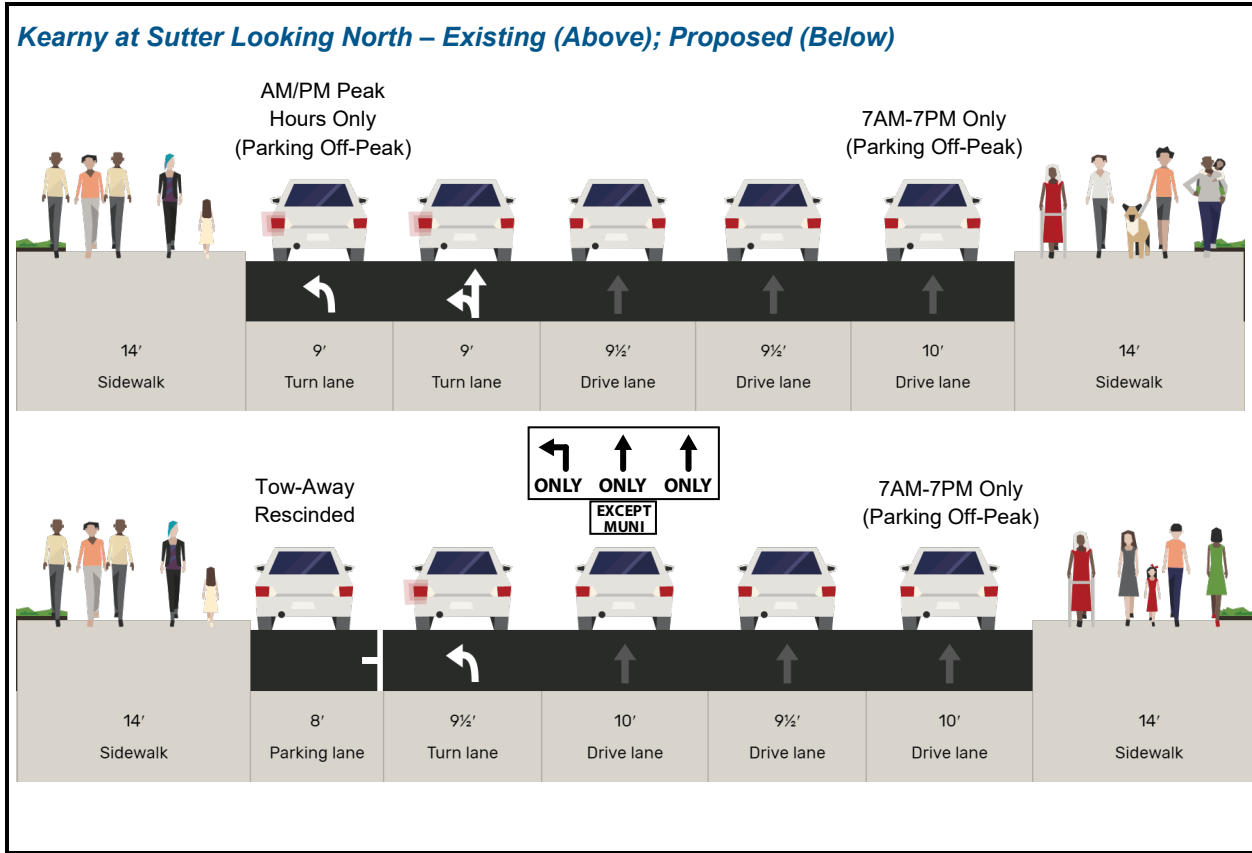 Kearny at Sutter Looking North – Existing (Above); Proposed (Below)
AM/PM Peak
Hours Only
(Parking Off-Peak)
7AM-7PM Only
(Parking Off-Peak)
14′ 9′ 9′ 9½′ 9½′ 10′ 14′
Sidewalk Turn lane Turn lane Drive lane Drive lane Drive lane Sidewalk
ONLY ONLY ONLY
EXCEPT
MUNI
Tow-Away
Rescinded
7AM-7PM Only
(Parking Off-Peak)
14′ 8′ 9½′ 10′ 9½′ 10′ 14′
Sidewalk Parking lane Turn lane Drive lane Drive lane Drive lane Sidewalk